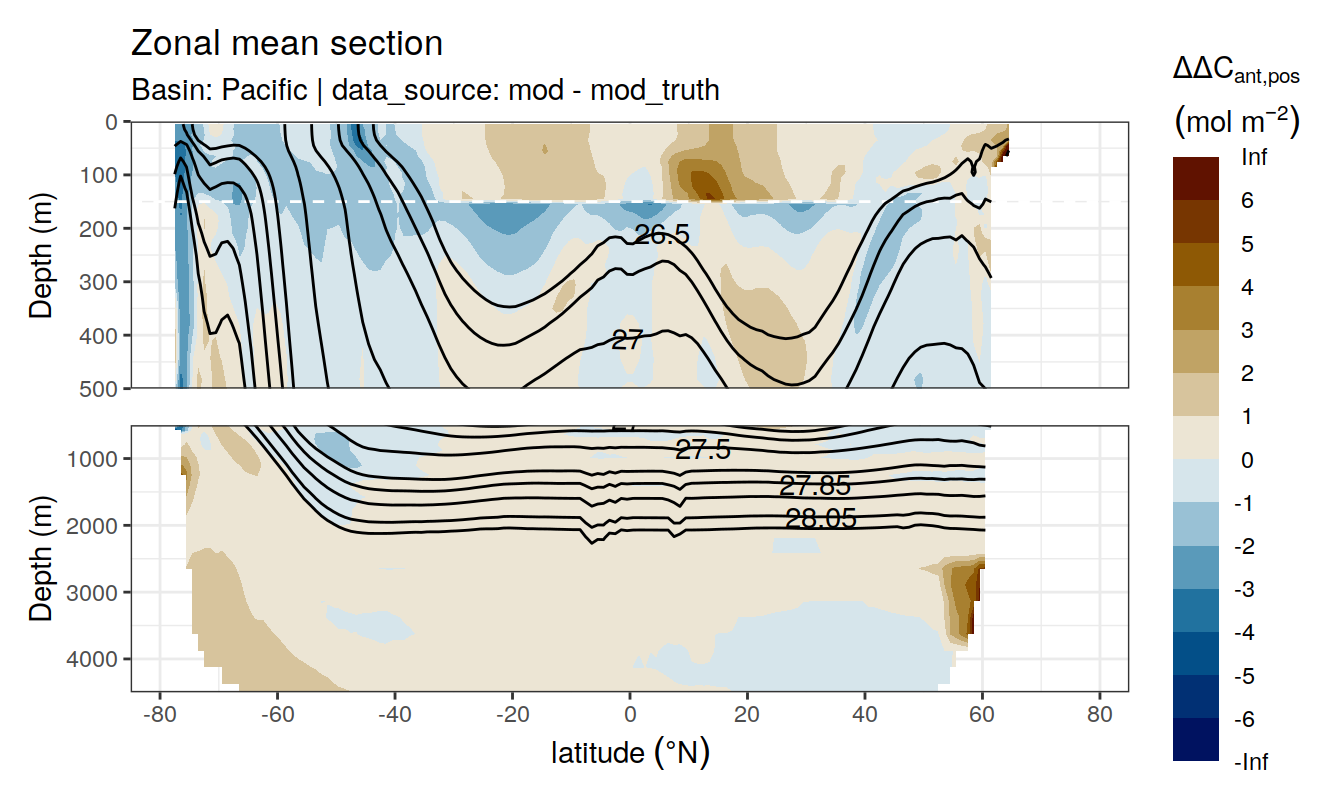 Zonal mean section
Basin: Pacific | data_source: mod - mod_truth
ΔΔC_ant,pos
(mol m⁻²)
Inf
6
5
4
3
2
1
0
-1
-2
-3
-4
-5
-6
-Inf
Depth (m)
0
100
200
300
400
500
26.5
27
Depth (m)
1000
2000
3000
4000
27
27.5
27.85
28.05
-80 -60 -40 -20 0 20 40 60 80
latitude (°N)